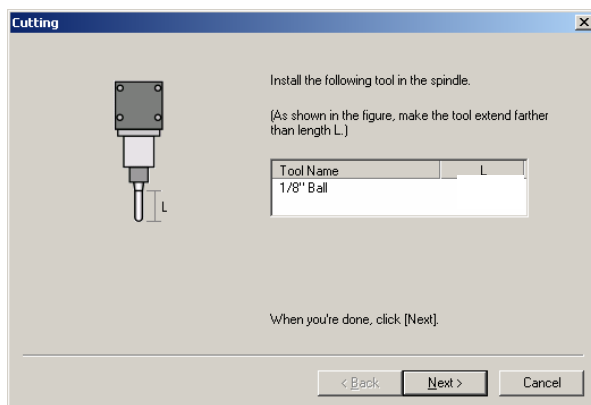 Cutting
Install the following tool in the spindle.
(As shown in the figure, make the tool extend farther
than length L.)
Tool Name L
1/8" Ball
L
When you're done, click [Next].
< Back Next > Cancel